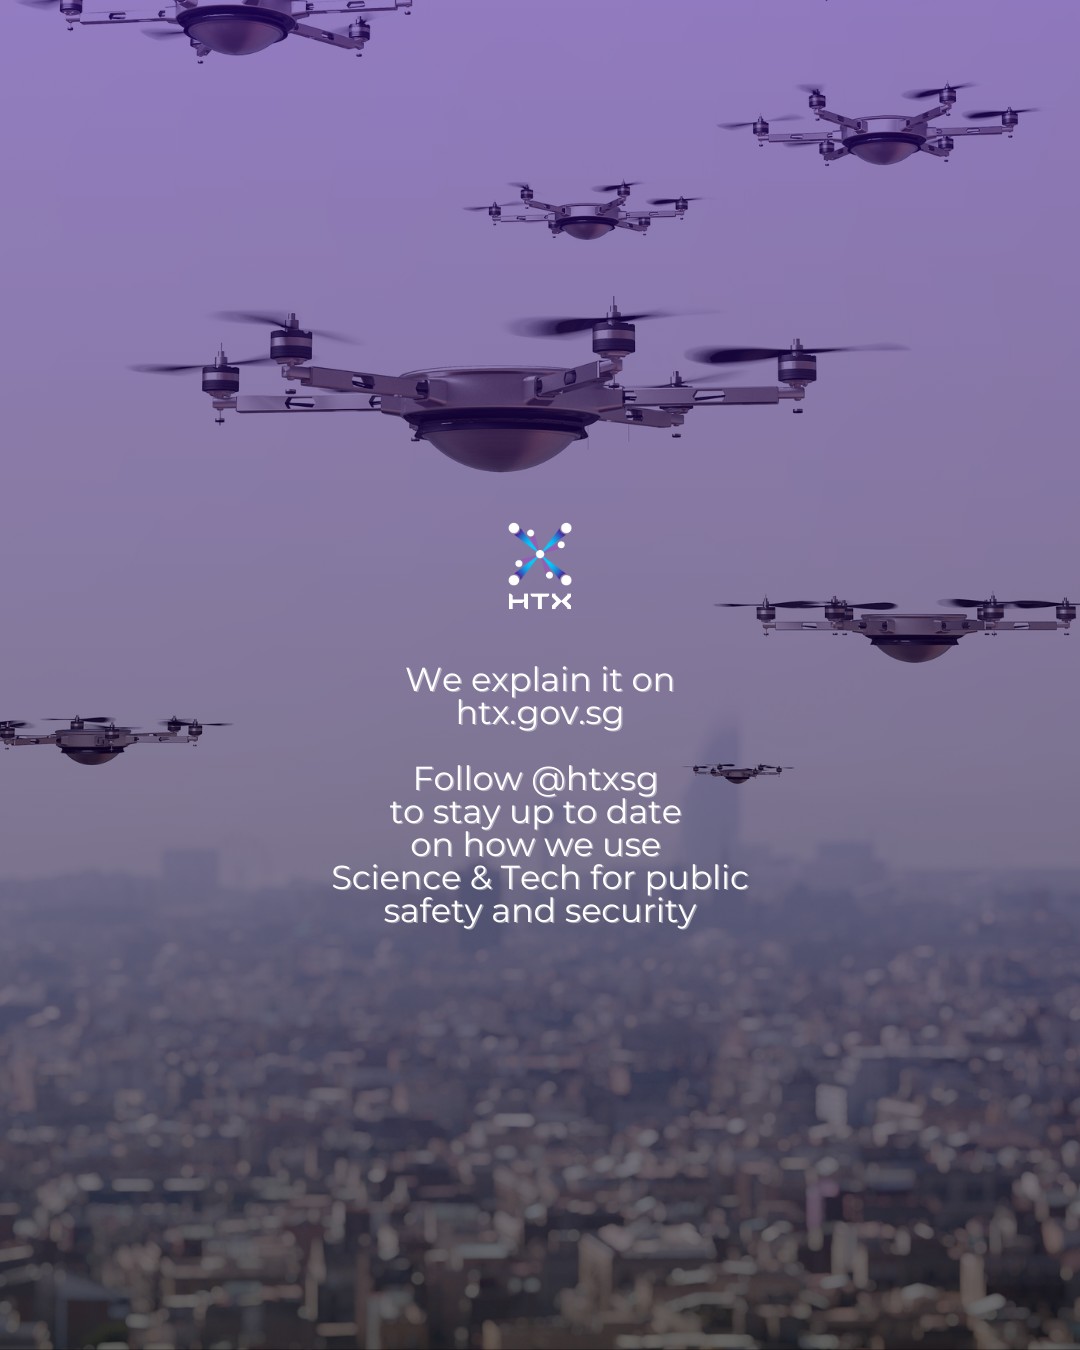 HTX
We explain it on
htx.gov.sg
Follow @htxsg
to stay up to date
on how we use
Science & Tech for public
safety and security